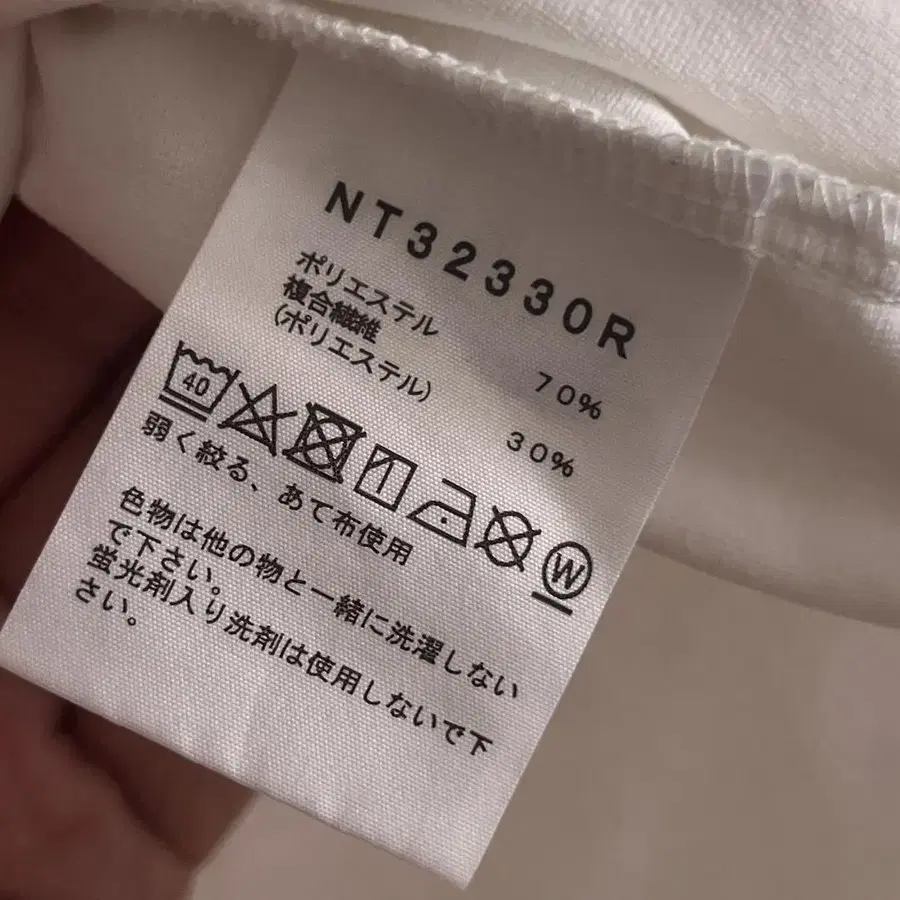 NT32330R
ポリエステル 70%
複合繊維
(ポリエステル) 30%
40
W
弱く絞る、あて布使用
色物は他の物と一緒に洗濯しない
で下さい。
蛍光剤入り洗剤は使用しないで下
さい。